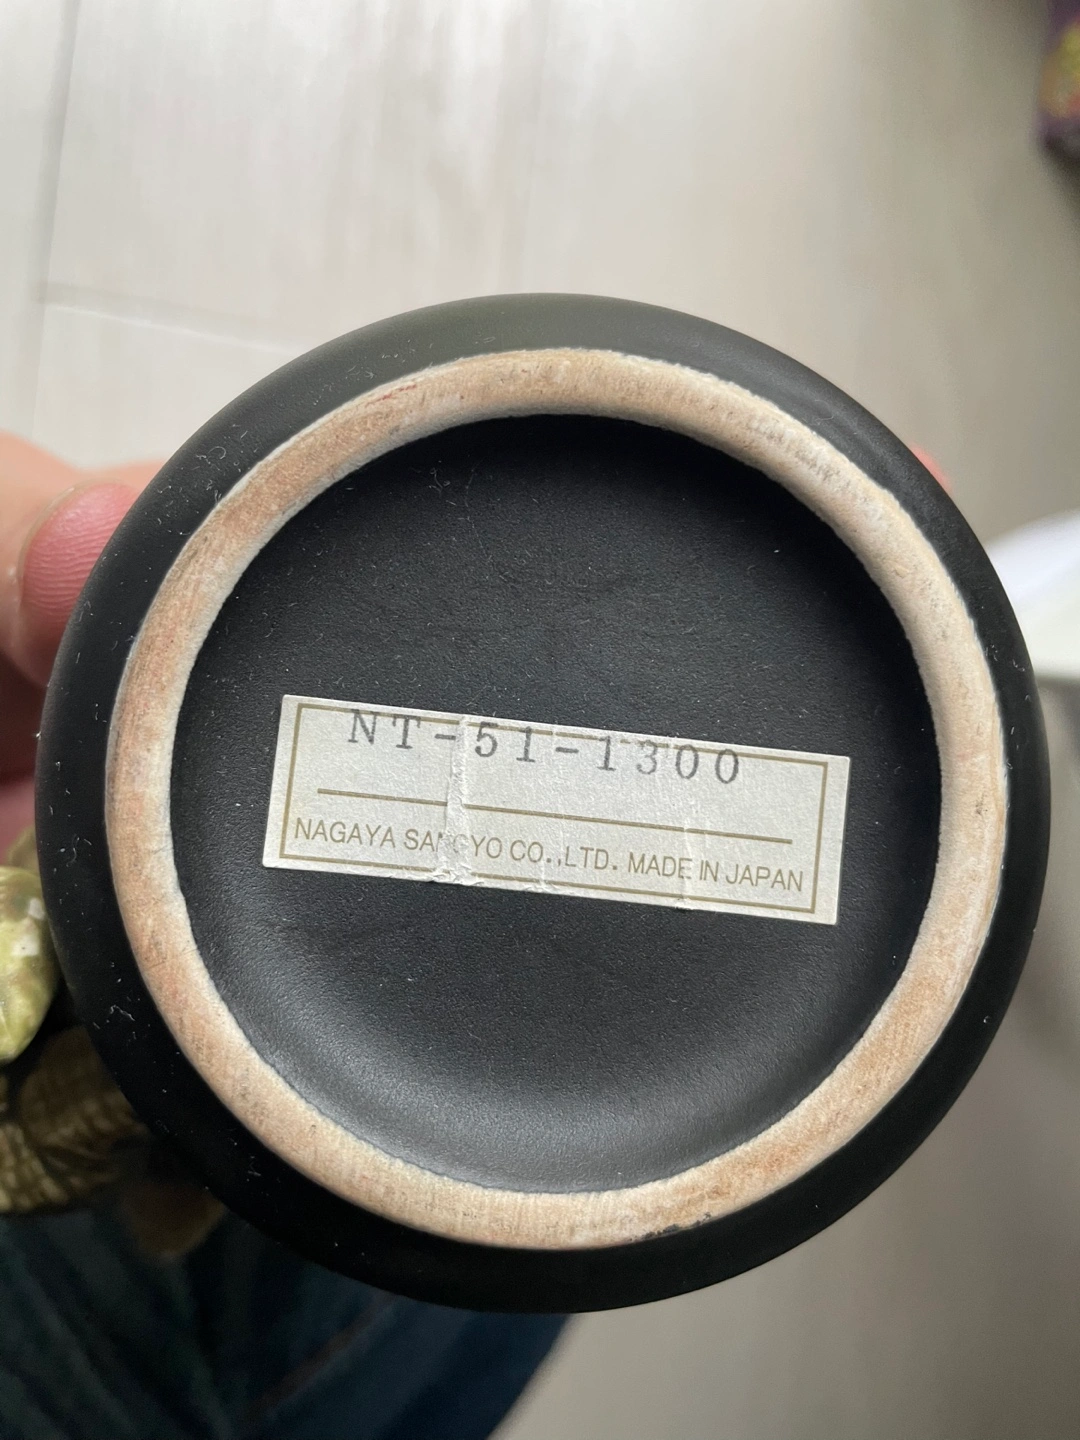 NT-51-1300
NAGAYA SANGYO CO.,LTD. MADE IN JAPAN